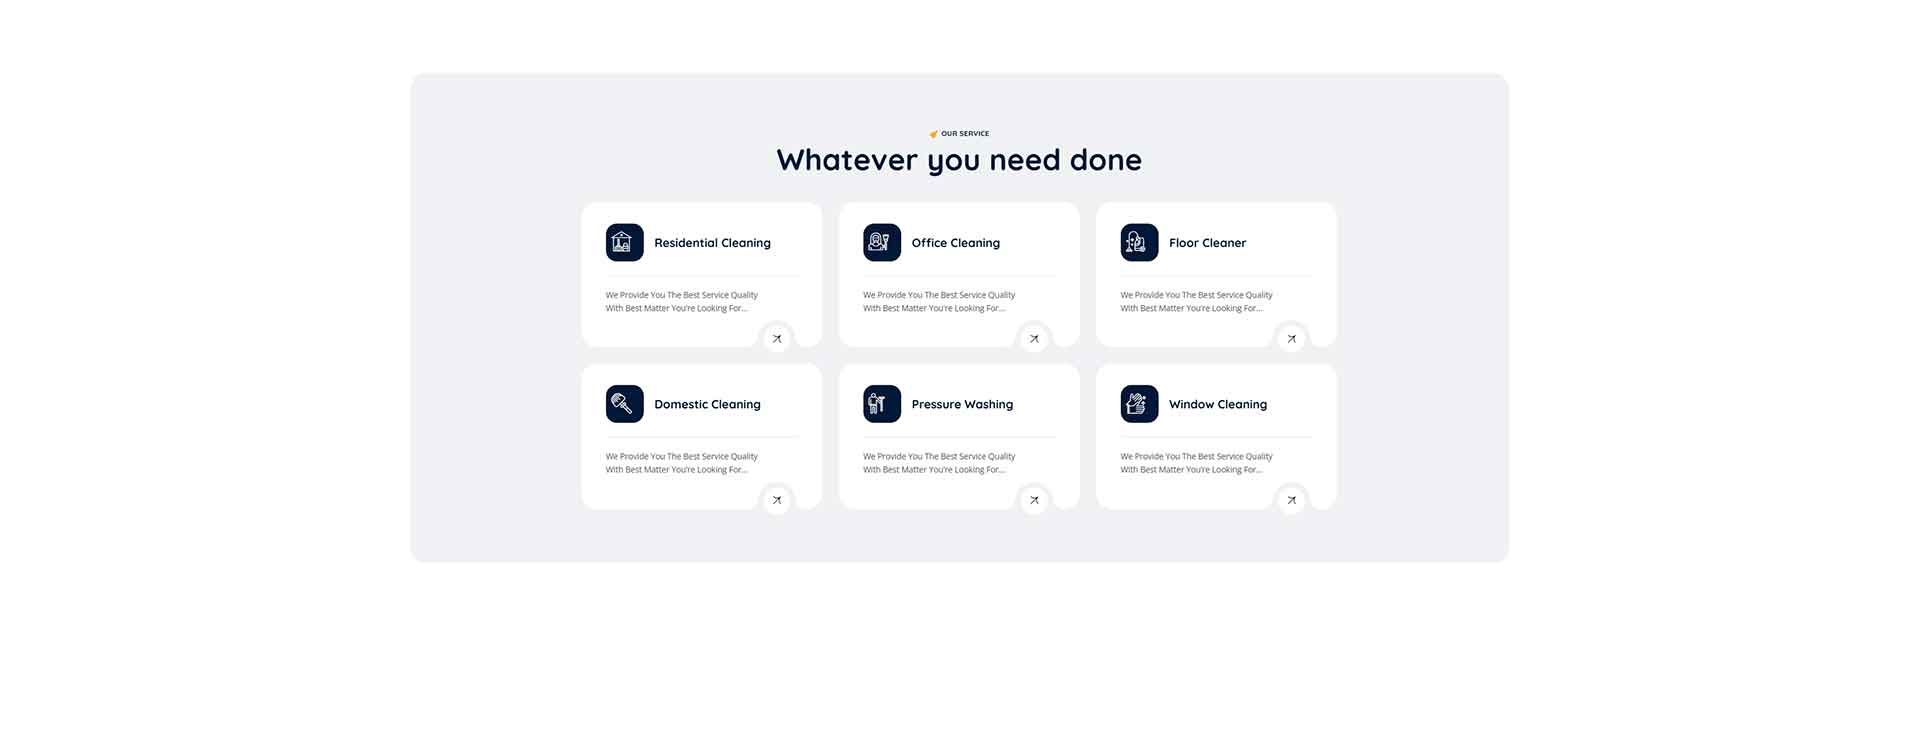 OUR SERVICE
Whatever you need done
Residential Cleaning
We Provide You The Best Service Quality
With Best Matter You're Looking For...
Office Cleaning
We Provide You The Best Service Quality
With Best Matter You're Looking For...
Floor Cleaner
We Provide You The Best Service Quality
With Best Matter You're Looking For...
Domestic Cleaning
We Provide You The Best Service Quality
With Best Matter You're Looking For...
Pressure Washing
We Provide You The Best Service Quality
With Best Matter You're Looking For...
Window Cleaning
We Provide You The Best Service Quality
With Best Matter You're Looking For...